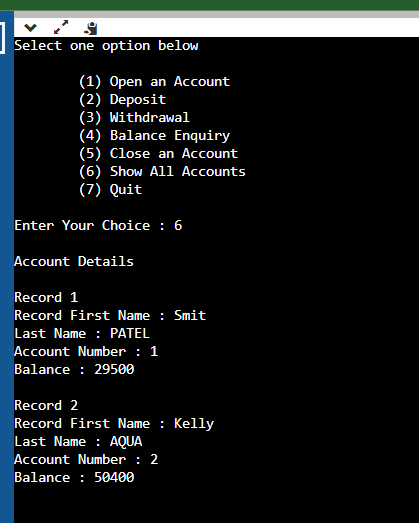 Select one option below
(1) Open an Account
(2) Deposit
(3) Withdrawal
(4) Balance Enquiry
(5) Close an Account
(6) Show All Accounts
(7) Quit
Enter Your Choice : 6
Account Details
Record 1
Record First Name : Smit
Last Name : PATEL
Account Number : 1
Balance : 29500
Record 2
Record First Name : Kelly
Last Name : AQUA
Account Number : 2
Balance : 50400